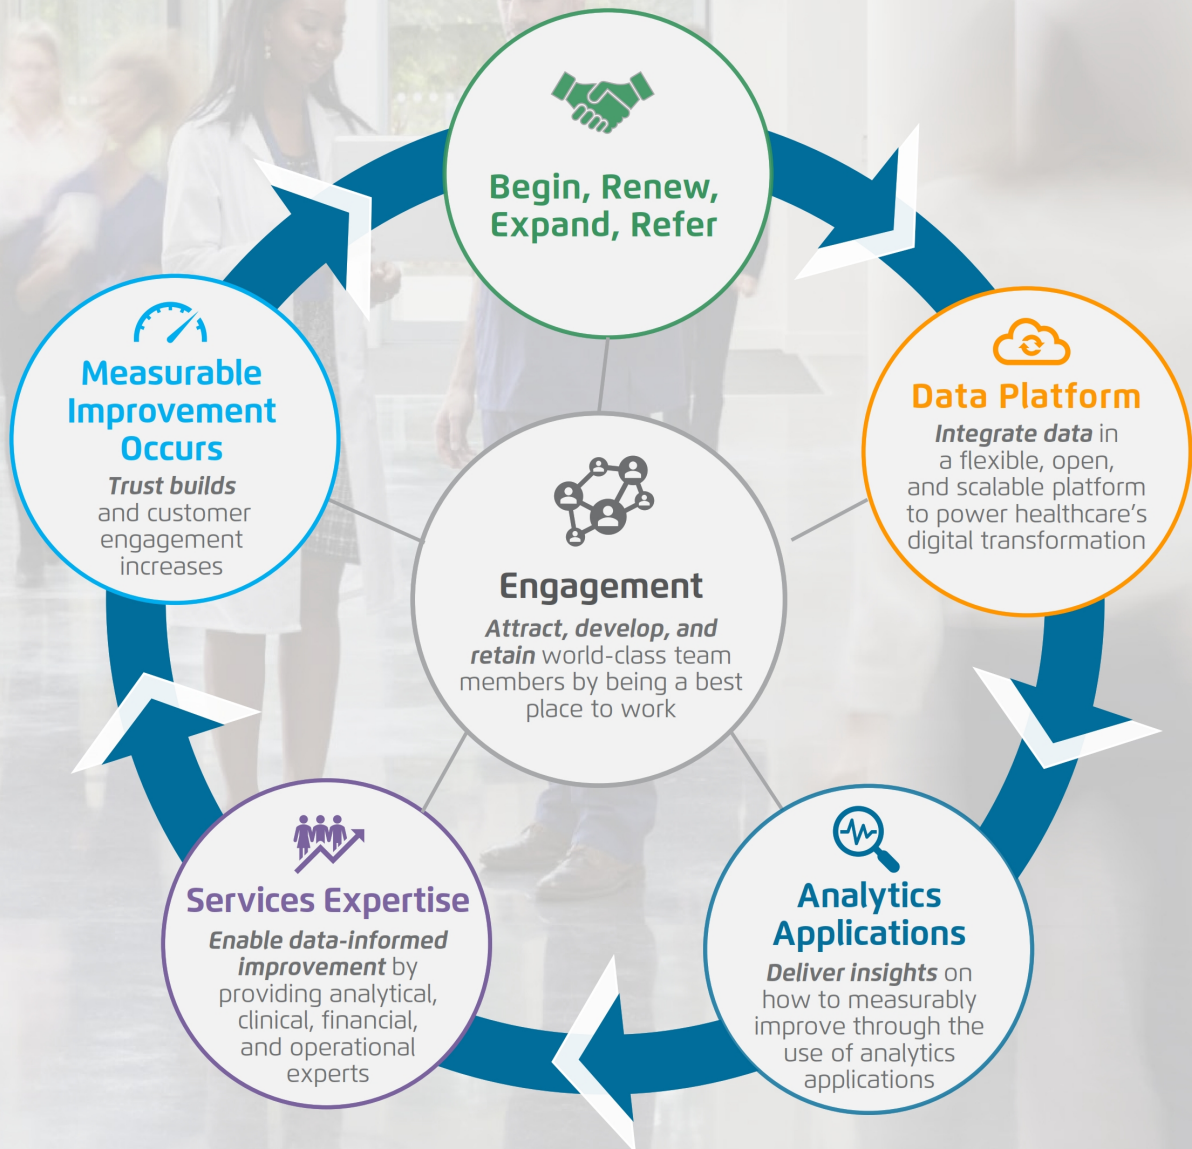 Begin, Renew,
Expand, Refer
Data Platform
Integrate data in
a flexible, open,
and scalable platform
to power healthcare's
digital transformation
Analytics
Applications
Deliver insights on
how to measurably
improve through the
use of analytics
applications
Services Expertise
Enable data-informed
improvement by
providing analytical,
clinical, financial,
and operational
experts
Measurable
Improvement
Occurs
Trust builds
and customer
engagement
increases
Engagement
Attract, develop, and
retain world-class team
members by being a best
place to work